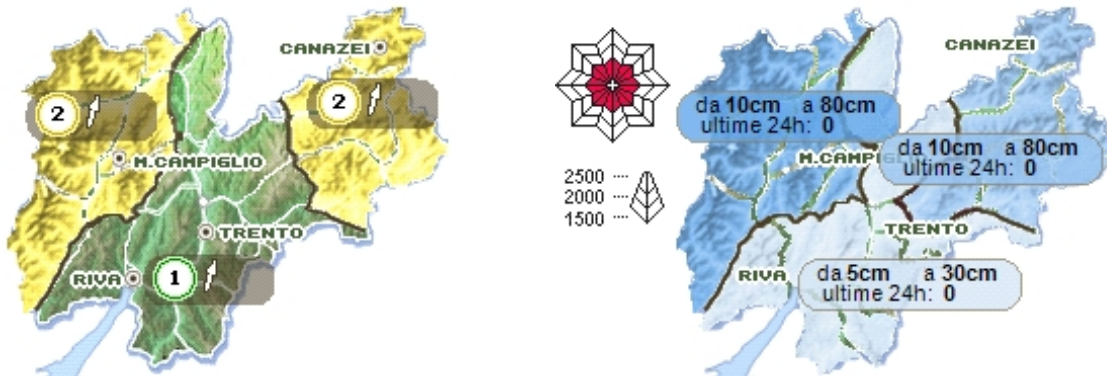 CANAZEI
2
2
M.CAMPIGLIO
TRENTO
RIVA
1
CANAZEI
da 10cm a 80cm
ultime 24h: 0
da 10cm a 80cm
ultime 24h: 0
M.CAMPIG
2500
2000
1500
TRENTO
RIVA
da 5cm a 30cm
ultime 24h: 0